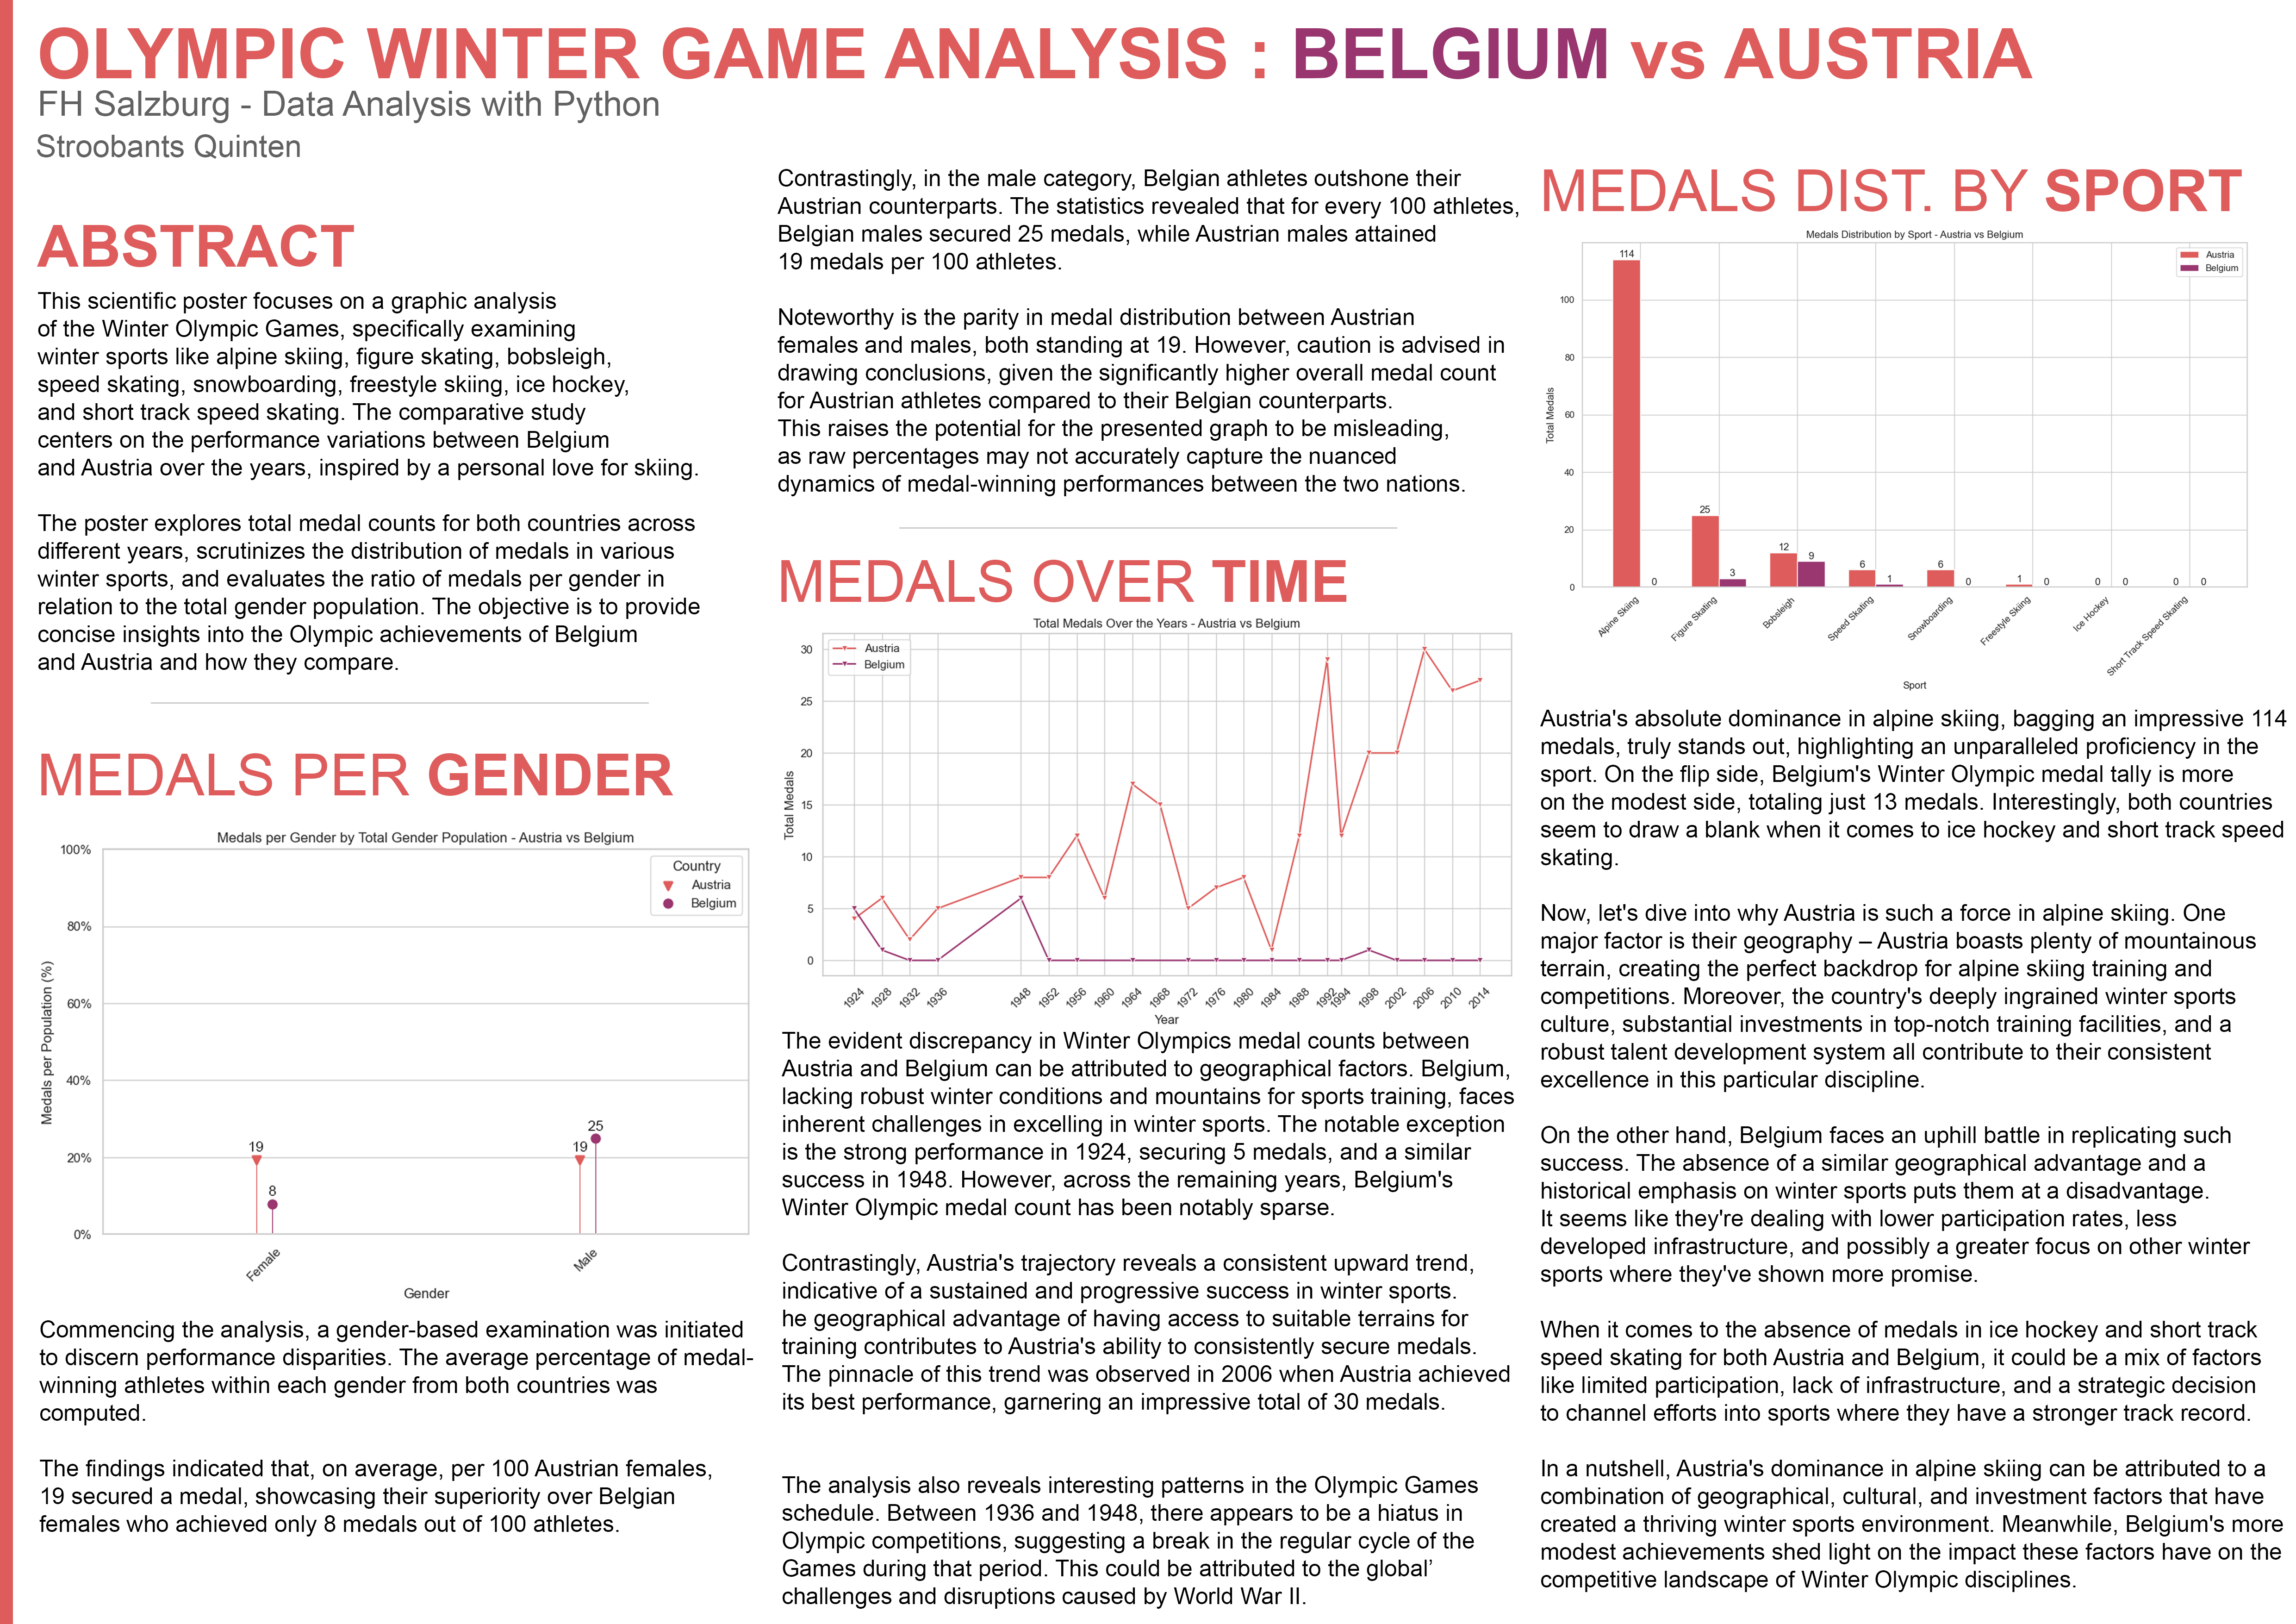 OLYMPIC WINTER GAME ANALYSIS : BELGIUM vs AUSTRIA
FH Salzburg - Data Analysis with Python
Stroobants Quinten
ABSTRACT
This scientific poster focuses on a graphic analysis
of the Winter Olympic Games, specifically examining
winter sports like alpine skiing, figure skating, bobsleigh,
speed skating, snowboarding, freestyle skiing, ice hockey,
and short track speed skating. The comparative study
centers on the performance variations between Belgium
and Austria over the years, inspired by a personal love for skiing.
The poster explores total medal counts for both countries across
different years, scrutinizes the distribution of medals in various
winter sports, and evaluates the ratio of medals per gender in
relation to the total gender population. The objective is to provide
concise insights into the Olympic achievements of Belgium
and Austria and how they compare.
MEDALS PER GENDER
Medals per Gender by Total Gender Population - Austria vs Belgium
100%
80%
60%
40%
20%
0%
Medals per Population (%)
Country
Austria
Belgium
19
8
19
25
Female
Male
Gender
Commencing the analysis, a gender-based examination was initiated
to discern performance disparities. The average percentage of medal-
winning athletes within each gender from both countries was
computed.
The findings indicated that, on average, per 100 Austrian females,
19 secured a medal, showcasing their superiority over Belgian
females who achieved only 8 medals out of 100 athletes.
Contrastingly, in the male category, Belgian athletes outshone their
Austrian counterparts. The statistics revealed that for every 100 athletes,
Belgian males secured 25 medals, while Austrian males attained
19 medals per 100 athletes.
Noteworthy is the parity in medal distribution between Austrian
females and males, both standing at 19. However, caution is advised in
drawing conclusions, given the significantly higher overall medal count
for Austrian athletes compared to their Belgian counterparts.
This raises the potential for the presented graph to be misleading,
as raw percentages may not accurately capture the nuanced
dynamics of medal-winning performances between the two nations.
MEDALS OVER TIME
Total Medals Over the Years - Austria vs Belgium
Austria
Belgium
30
25
20
15
10
5
0
Total Medals
1924
1928
1932
1936
1948
1952
1956
1960
1964
1968
1972
1976
1980
1984
1988
1992
1994
1998
2002
2006
2010
2014
Year
The evident discrepancy in Winter Olympics medal counts between
Austria and Belgium can be attributed to geographical factors. Belgium,
lacking robust winter conditions and mountains for sports training, faces
inherent challenges in excelling in winter sports. The notable exception
is the strong performance in 1924, securing 5 medals, and a similar
success in 1948. However, across the remaining years, Belgium's
Winter Olympic medal count has been notably sparse.
Contrastingly, Austria's trajectory reveals a consistent upward trend,
indicative of a sustained and progressive success in winter sports.
he geographical advantage of having access to suitable terrains for
training contributes to Austria's ability to consistently secure medals.
The pinnacle of this trend was observed in 2006 when Austria achieved
its best performance, garnering an impressive total of 30 medals.
The analysis also reveals interesting patterns in the Olympic Games
schedule. Between 1936 and 1948, there appears to be a hiatus in
Olympic competitions, suggesting a break in the regular cycle of the
Games during that period. This could be attributed to the global’
challenges and disruptions caused by World War II.
MEDALS DIST. BY SPORT
Medals Distribution by Sport - Austria vs Belgium
Austria
Belgium
100
80
60
40
20
0
Total Medals
114
0
25
3
12
9
6
1
6
0
1
0
0
0
0
0
Alpine Skiing
Figure Skating
Bobsleigh
Speed Skating
Snowboarding
Freestyle Skiing
Ice Hockey
Short Track Speed Skating
Sport
Austria's absolute dominance in alpine skiing, bagging an impressive 114
medals, truly stands out, highlighting an unparalleled proficiency in the
sport. On the flip side, Belgium's Winter Olympic medal tally is more
on the modest side, totaling just 13 medals. Interestingly, both countries
seem to draw a blank when it comes to ice hockey and short track speed
skating.
Now, let's dive into why Austria is such a force in alpine skiing. One
major factor is their geography – Austria boasts plenty of mountainous
terrain, creating the perfect backdrop for alpine skiing training and
competitions. Moreover, the country's deeply ingrained winter sports
culture, substantial investments in top-notch training facilities, and a
robust talent development system all contribute to their consistent
excellence in this particular discipline.
On the other hand, Belgium faces an uphill battle in replicating such
success. The absence of a similar geographical advantage and a
historical emphasis on winter sports puts them at a disadvantage.
It seems like they're dealing with lower participation rates, less
developed infrastructure, and possibly a greater focus on other winter
sports where they've shown more promise.
When it comes to the absence of medals in ice hockey and short track
speed skating for both Austria and Belgium, it could be a mix of factors
like limited participation, lack of infrastructure, and a strategic decision
to channel efforts into sports where they have a stronger track record.
In a nutshell, Austria's dominance in alpine skiing can be attributed to a
combination of geographical, cultural, and investment factors that have
created a thriving winter sports environment. Meanwhile, Belgium's more
modest achievements shed light on the impact these factors have on the
competitive landscape of Winter Olympic disciplines.